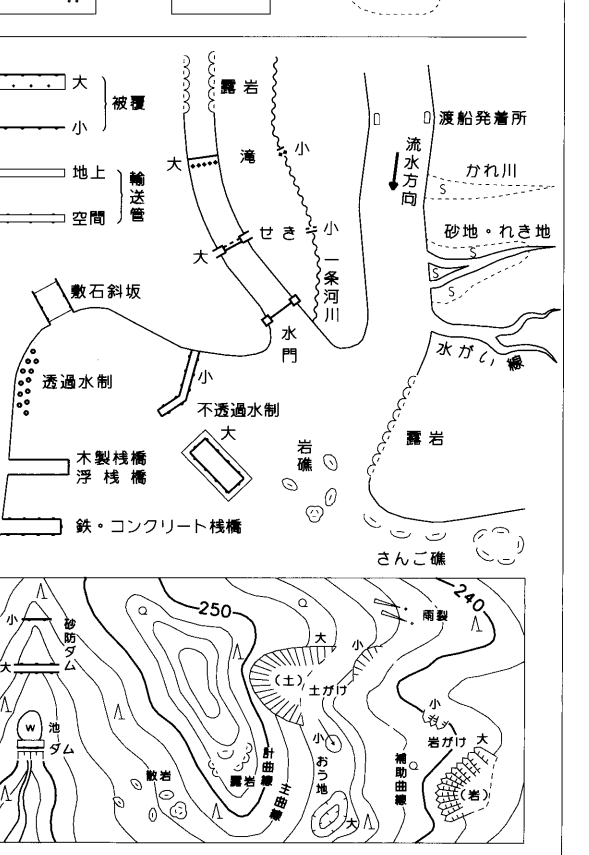 大
小
被覆
地上
空間
輸送管
露岩
大
滝
小
大
せき
小
一条河川
水門
渡船発着所
流水方向
かれ川
S
砂地・れき地
S
S
S
水がい線
敷石斜坂
透過水制
小
不透過水制
大
木製桟橋
浮桟橋
鉄・コンクリート桟橋
岩礁
露岩
さんご礁
小
砂防ダム
大
W
池
ダム
250
散岩
露岩
計曲線
主曲線
大
(土)
土がけ
小
小
おう地
大
雨裂
240
小
岩がけ
大
(岩)
補助曲線